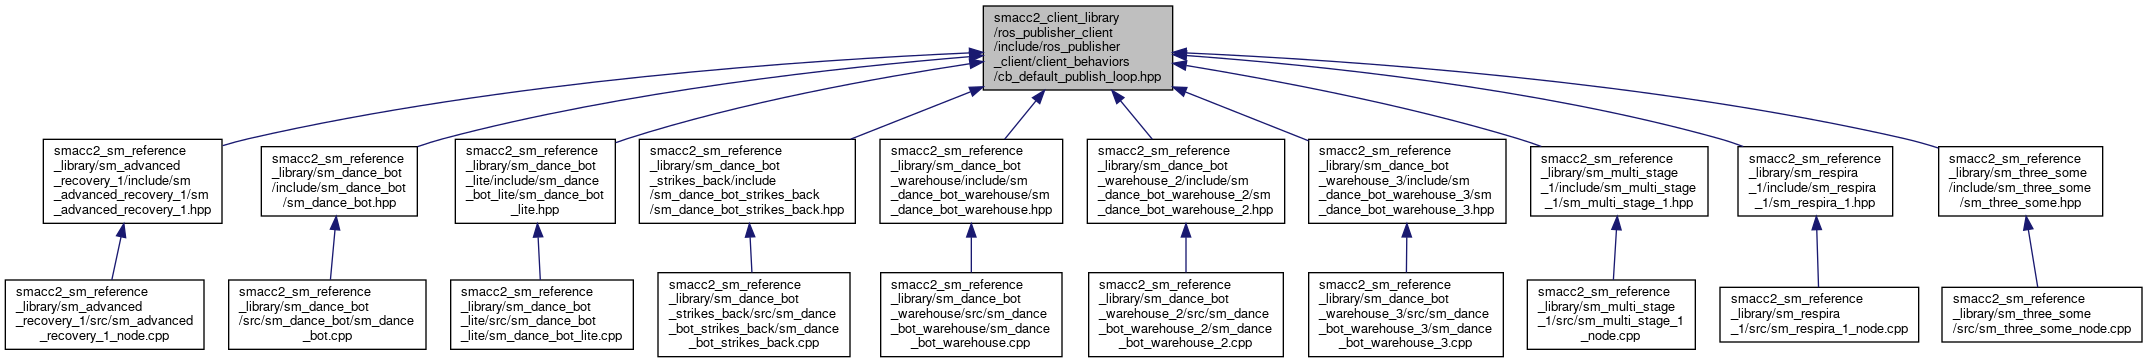 smacc2_client_library
/ros_publisher_client
/include/ros_publisher
_client/client_behaviors
/cb_default_publish_loop.hpp
smacc2_sm_reference
_library/sm_advanced
_recovery_1/include/sm
_advanced_recovery_1/sm
_advanced_recovery_1.hpp
smacc2_sm_reference
_library/sm_dance_bot
/include/sm_dance_bot
/sm_dance_bot.hpp
smacc2_sm_reference
_library/sm_dance_bot
_lite/include/sm_dance
_bot_lite/sm_dance_bot
_lite.hpp
smacc2_sm_reference
_library/sm_dance_bot
_strikes_back/include
/sm_dance_bot_strikes_back
/sm_dance_bot_strikes_back.hpp
smacc2_sm_reference
_library/sm_dance_bot
_warehouse/include/sm
_dance_bot_warehouse/sm
_dance_bot_warehouse.hpp
smacc2_sm_reference
_library/sm_dance_bot
_warehouse_2/include/sm
_dance_bot_warehouse_2/sm
_dance_bot_warehouse_2.hpp
smacc2_sm_reference
_library/sm_dance_bot
_warehouse_3/include/sm
_dance_bot_warehouse_3/sm
_dance_bot_warehouse_3.hpp
smacc2_sm_reference
_library/sm_multi_stage
_1/include/sm_multi_stage
_1/sm_multi_stage_1.hpp
smacc2_sm_reference
_library/sm_respira
_1/include/sm_respira
_1/sm_respira_1.hpp
smacc2_sm_reference
_library/sm_three_some
/include/sm_three_some
/sm_three_some.hpp
smacc2_sm_reference
_library/sm_advanced
_recovery_1/src/sm_advanced
_recovery_1_node.cpp
smacc2_sm_reference
_library/sm_dance_bot
/src/sm_dance_bot/sm_dance
_bot.cpp
smacc2_sm_reference
_library/sm_dance_bot
_lite/src/sm_dance_bot
_lite/sm_dance_bot_lite.cpp
smacc2_sm_reference
_library/sm_dance_bot
_strikes_back/src/sm_dance
_bot_strikes_back/sm_dance
_bot_strikes_back.cpp
smacc2_sm_reference
_library/sm_dance_bot
_warehouse/src/sm_dance
_bot_warehouse/sm_dance
_bot_warehouse.cpp
smacc2_sm_reference
_library/sm_dance_bot
_warehouse_2/src/sm_dance
_bot_warehouse_2/sm_dance
_bot_warehouse_2.cpp
smacc2_sm_reference
_library/sm_dance_bot
_warehouse_3/src/sm_dance
_bot_warehouse_3/sm_dance
_bot_warehouse_3.cpp
smacc2_sm_reference
_library/sm_multi_stage
_1/src/sm_multi_stage_1
_node.cpp
smacc2_sm_reference
_library/sm_respira
_1/src/sm_respira_1_node.cpp
smacc2_sm_reference
_library/sm_three_some
/src/sm_three_some_node.cpp